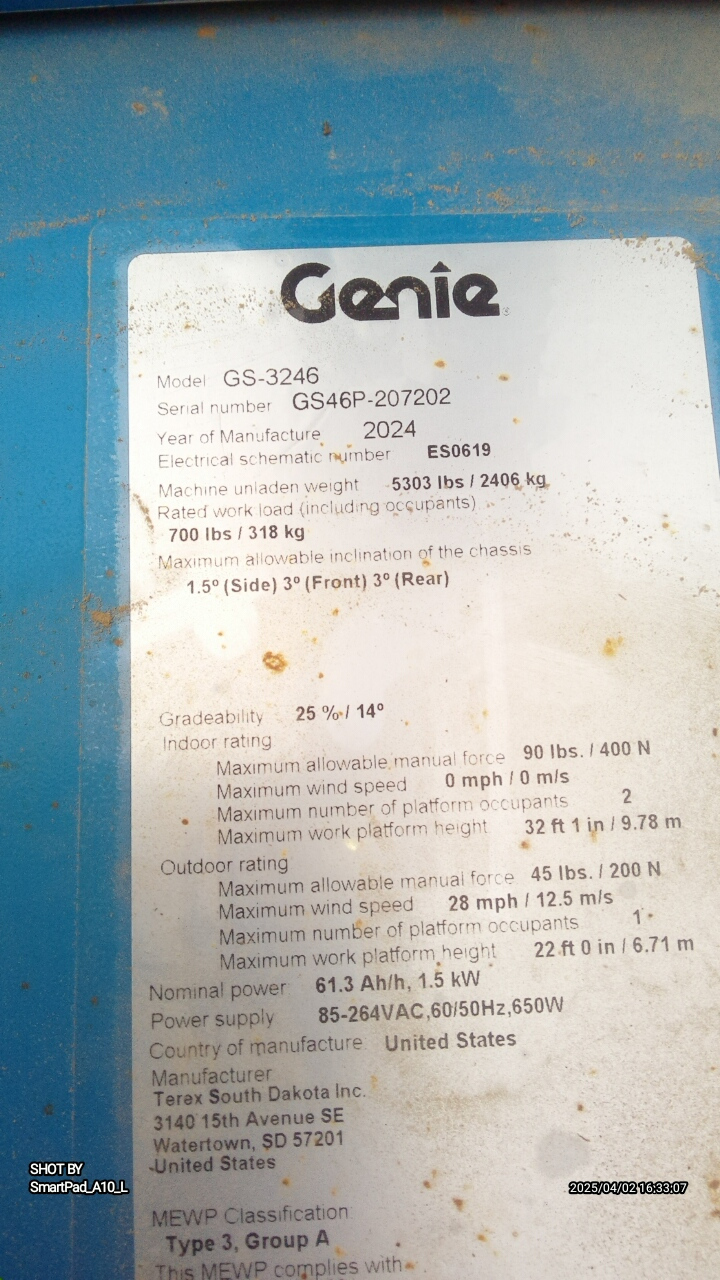 Genie
Model GS-3246
Serial number GS46P-207202
Year of Manufacture 2024
Electrical schematic number ES0619
Machine unladen weight 5303 lbs / 2406 kg
Rated work load (including occupants)
700 lbs / 318 kg
Maximum allowable inclination of the chassis
1.5º (Side) 3º (Front) 3º (Rear)
Gradeability 25 % / 14º
Indoor rating
Maximum allowable manual force 90 lbs. / 400 N
Maximum wind speed 0 mph / 0 m/s
Maximum number of platform occupants 2
Maximum work platform height 32 ft 1 in / 9.78 m
Outdoor rating
Maximum allowable manual force 45 lbs. / 200 N
Maximum wind speed 28 mph / 12.5 m/s
Maximum number of platform occupants 1
Maximum work platform height 22 ft 0 in / 6.71 m
Nominal power 61.3 Ah/h, 1.5 kW
Power supply 85-264VAC,60/50Hz,650W
Country of manufacture United States
Manufacturer
Terex South Dakota Inc.
3140 15th Avenue SE
Watertown, SD 57201
United States
MEWP Classification
Type 3, Group A
This MEWP complies with
SHOT BY
SmartPad_A10_L
2025/04/02 16:33:07